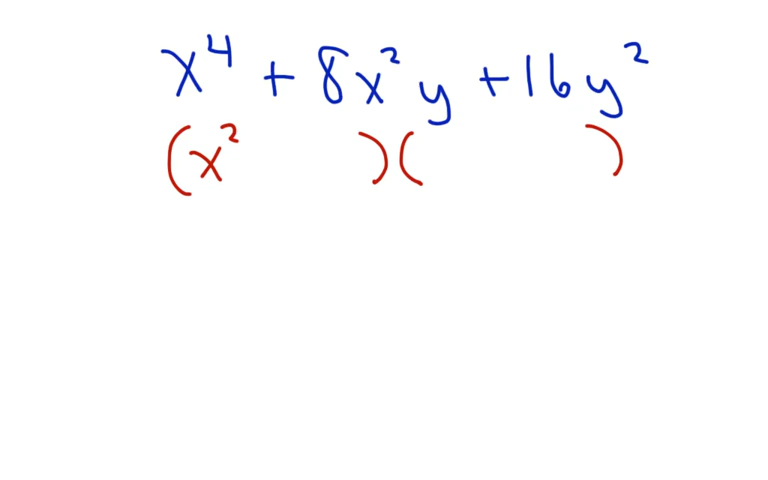 x⁴ + 8x²y + 16y²
(x² )( )